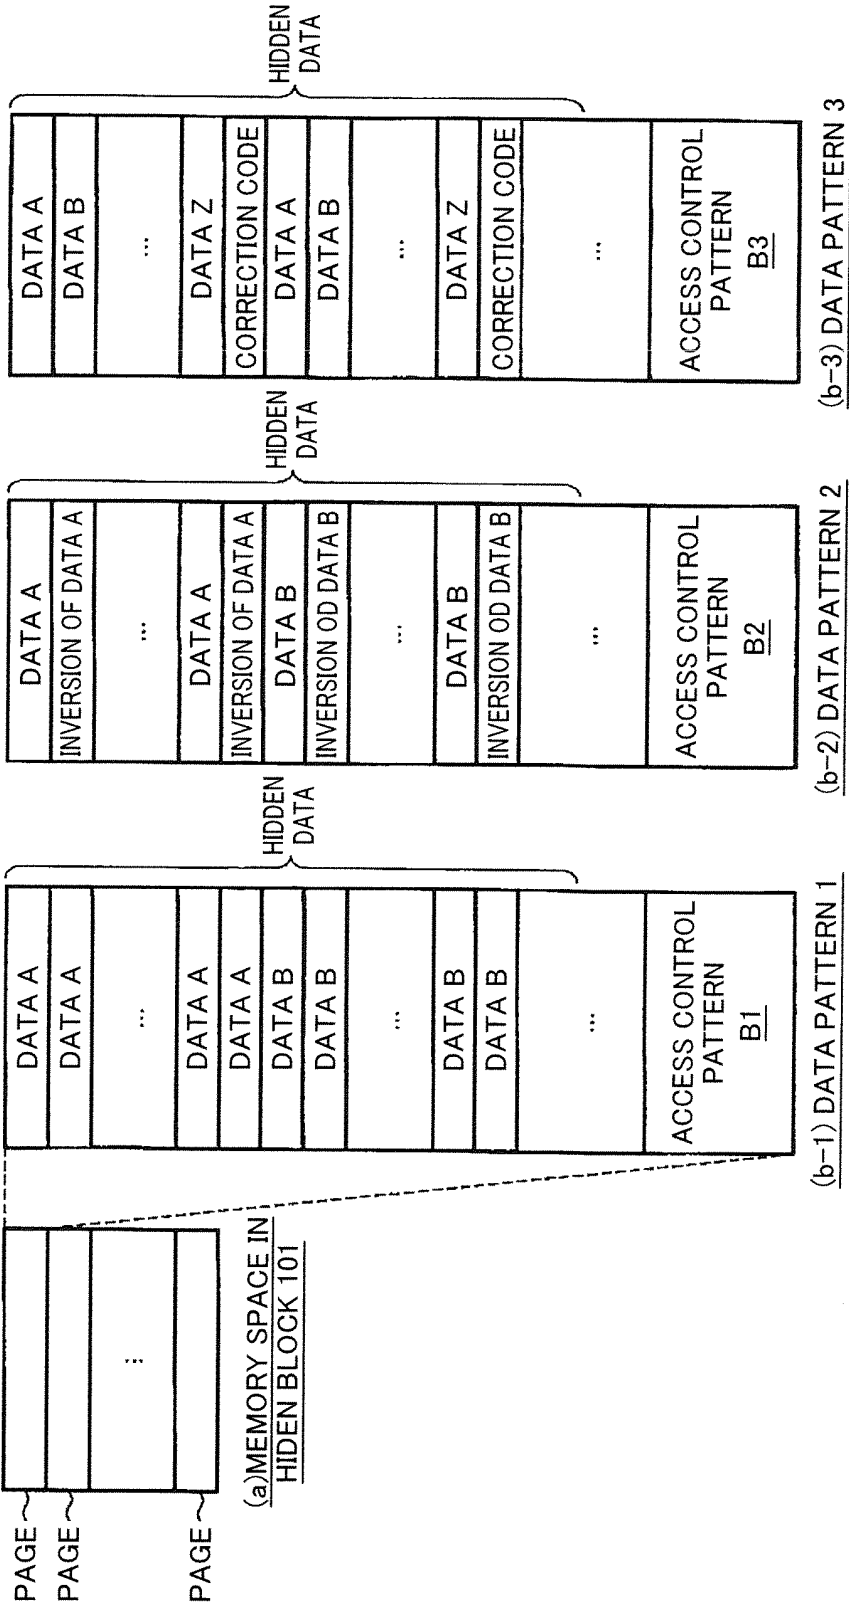 PAGE
PAGE
⋮
PAGE
(a)MEMORY SPACE IN
HIDEN BLOCK 101
DATA A
DATA A
...
DATA A
DATA A
DATA B
DATA B
...
DATA B
DATA B
...
ACCESS CONTROL
PATTERN
B1
HIDDEN
DATA
(b-1) DATA PATTERN 1
DATA A
INVERSION OF DATA A
...
DATA A
INVERSION OF DATA A
DATA B
INVERSION OD DATA B
...
DATA B
INVERSION OD DATA B
...
ACCESS CONTROL
PATTERN
B2
HIDDEN
DATA
(b-2) DATA PATTERN 2
DATA A
DATA B
...
DATA Z
CORRECTION CODE
DATA A
DATA B
...
DATA Z
CORRECTION CODE
...
ACCESS CONTROL
PATTERN
B3
HIDDEN
DATA
(b-3) DATA PATTERN 3